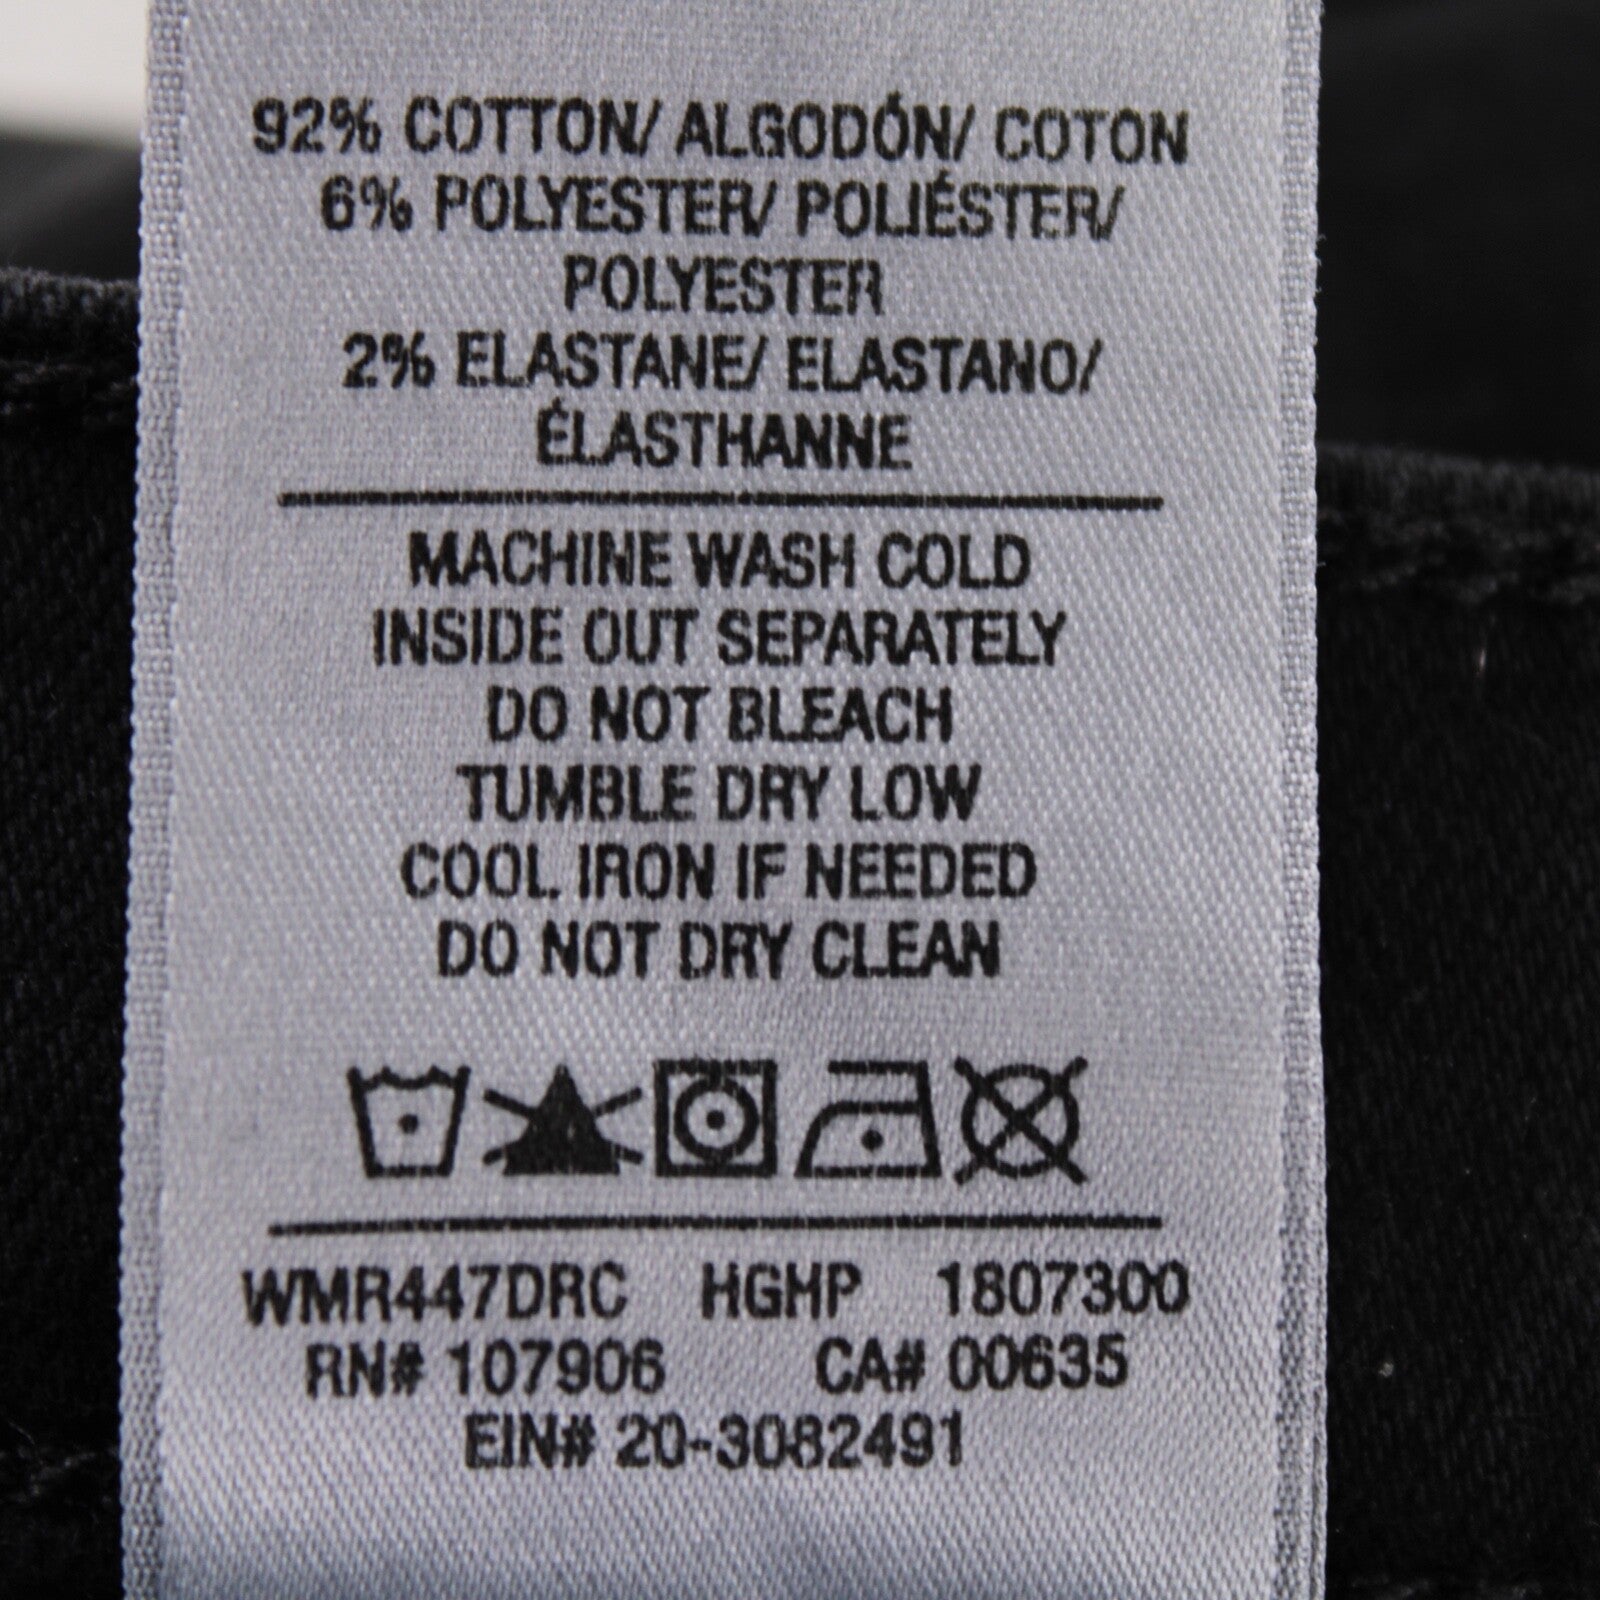 92% COTTON/ ALGODÓN/ COTON
6% POLYESTER/ POLIÉSTER/
POLYESTER
2% ELASTANE/ ELASTANO/
ÉLASTHANNE
MACHINE WASH COLD
INSIDE OUT SEPARATELY
DO NOT BLEACH
TUMBLE DRY LOW
COOL IRON IF NEEDED
DO NOT DRY CLEAN
WMR447DRC HGHP 1807300
RN# 107906 CA# 00635
EIN# 20-3082491